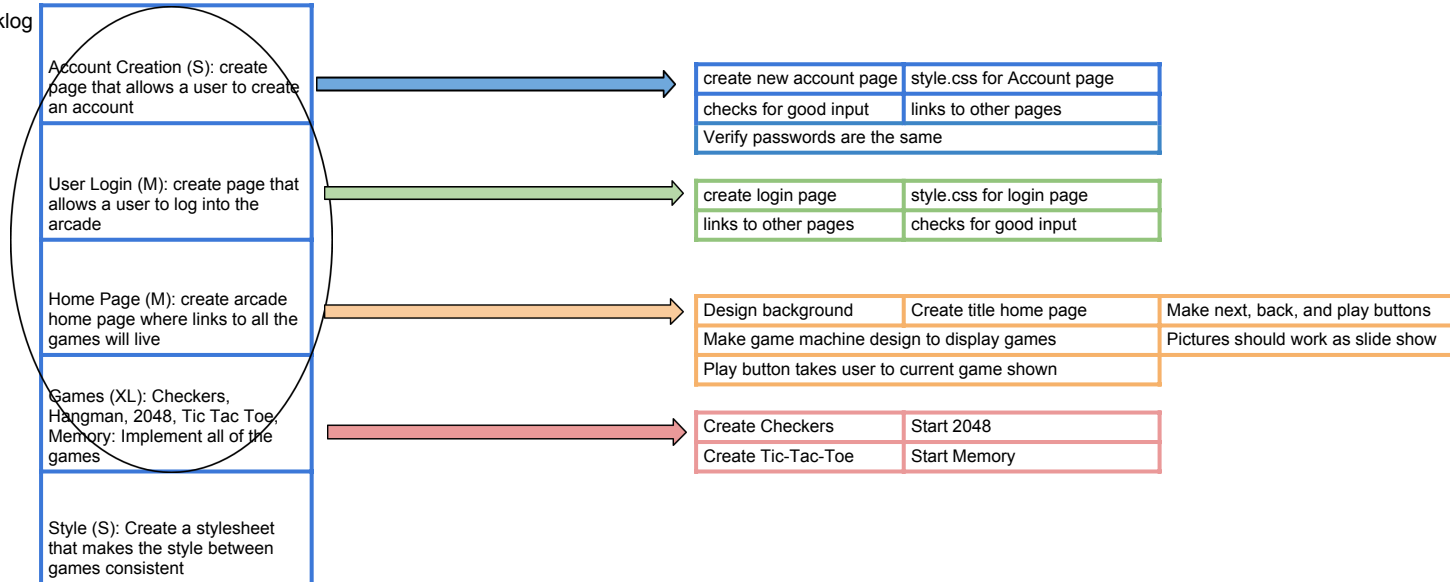 klog
Account Creation (S): create
page that allows a user to create
an account
create new account page
style.css for Account page
checks for good input
links to other pages
Verify passwords are the same
User Login (M): create page that
allows a user to log into the
arcade
create login page
style.css for login page
links to other pages
checks for good input
Home Page (M): create arcade
home page where links to all the
games will live
Design background
Create title home page
Make next, back, and play buttons
Make game machine design to display games
Pictures should work as slide show
Play button takes user to current game shown
Games (XL): Checkers,
Hangman, 2048, Tic Tac Toe,
Memory: Implement all of the
games
Create Checkers
Start 2048
Create Tic-Tac-Toe
Start Memory
Style (S): Create a stylesheet
that makes the style between
games consistent